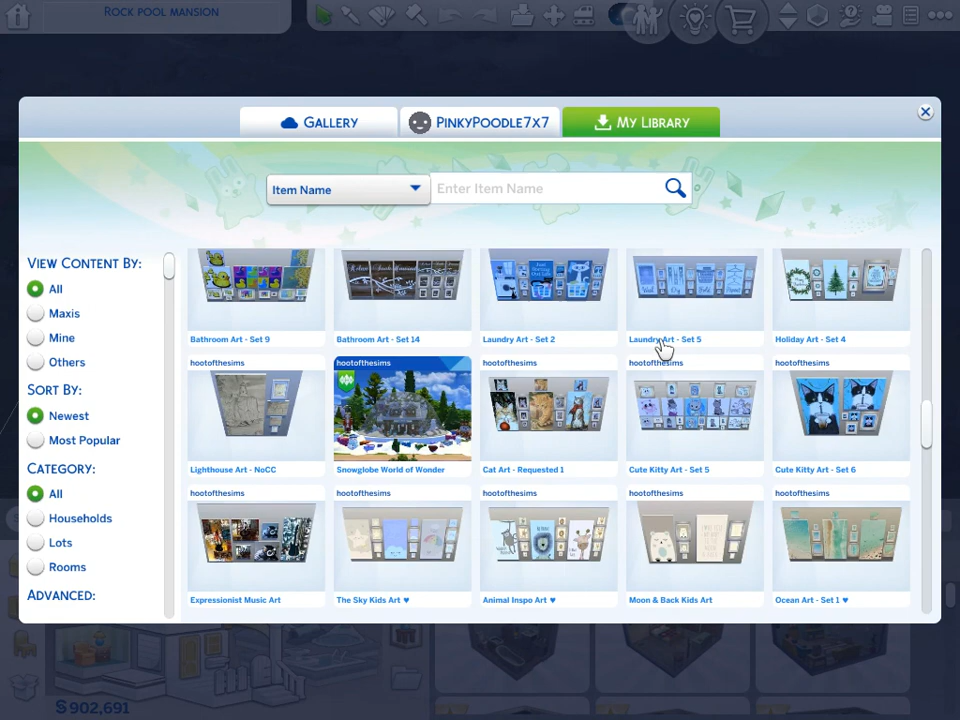 ROCK POOL MANSION
GALLERY
PINKYPOODLE7X7
MY LIBRARY
Item Name
Enter Item Name
VIEW CONTENT BY:
All
Maxis
Mine
Others
SORT BY:
Newest
Most Popular
CATEGORY:
All
Households
Lots
Rooms
ADVANCED:
Bathroom Art - Set 9
Bathroom Art - Set 14
Laundry Art - Set 2
Laundry Art - Set 5
Holiday Art - Set 4
hootofthesims
hootofthesims
hootofthesims
hootofthesims
hootofthesims
Lighthouse Art - NoCC
Snowglobe World of Wonder
Cat Art - Requested 1
Cute Kitty Art - Set 5
Cute Kitty Art - Set 6
hootofthesims
hootofthesims
hootofthesims
hootofthesims
hootofthesims
Expressionist Music Art
The Sky Kids Art ♥
Animal Inspo Art ♥
Moon & Back Kids Art
Ocean Art - Set 1 ♥
§902,691